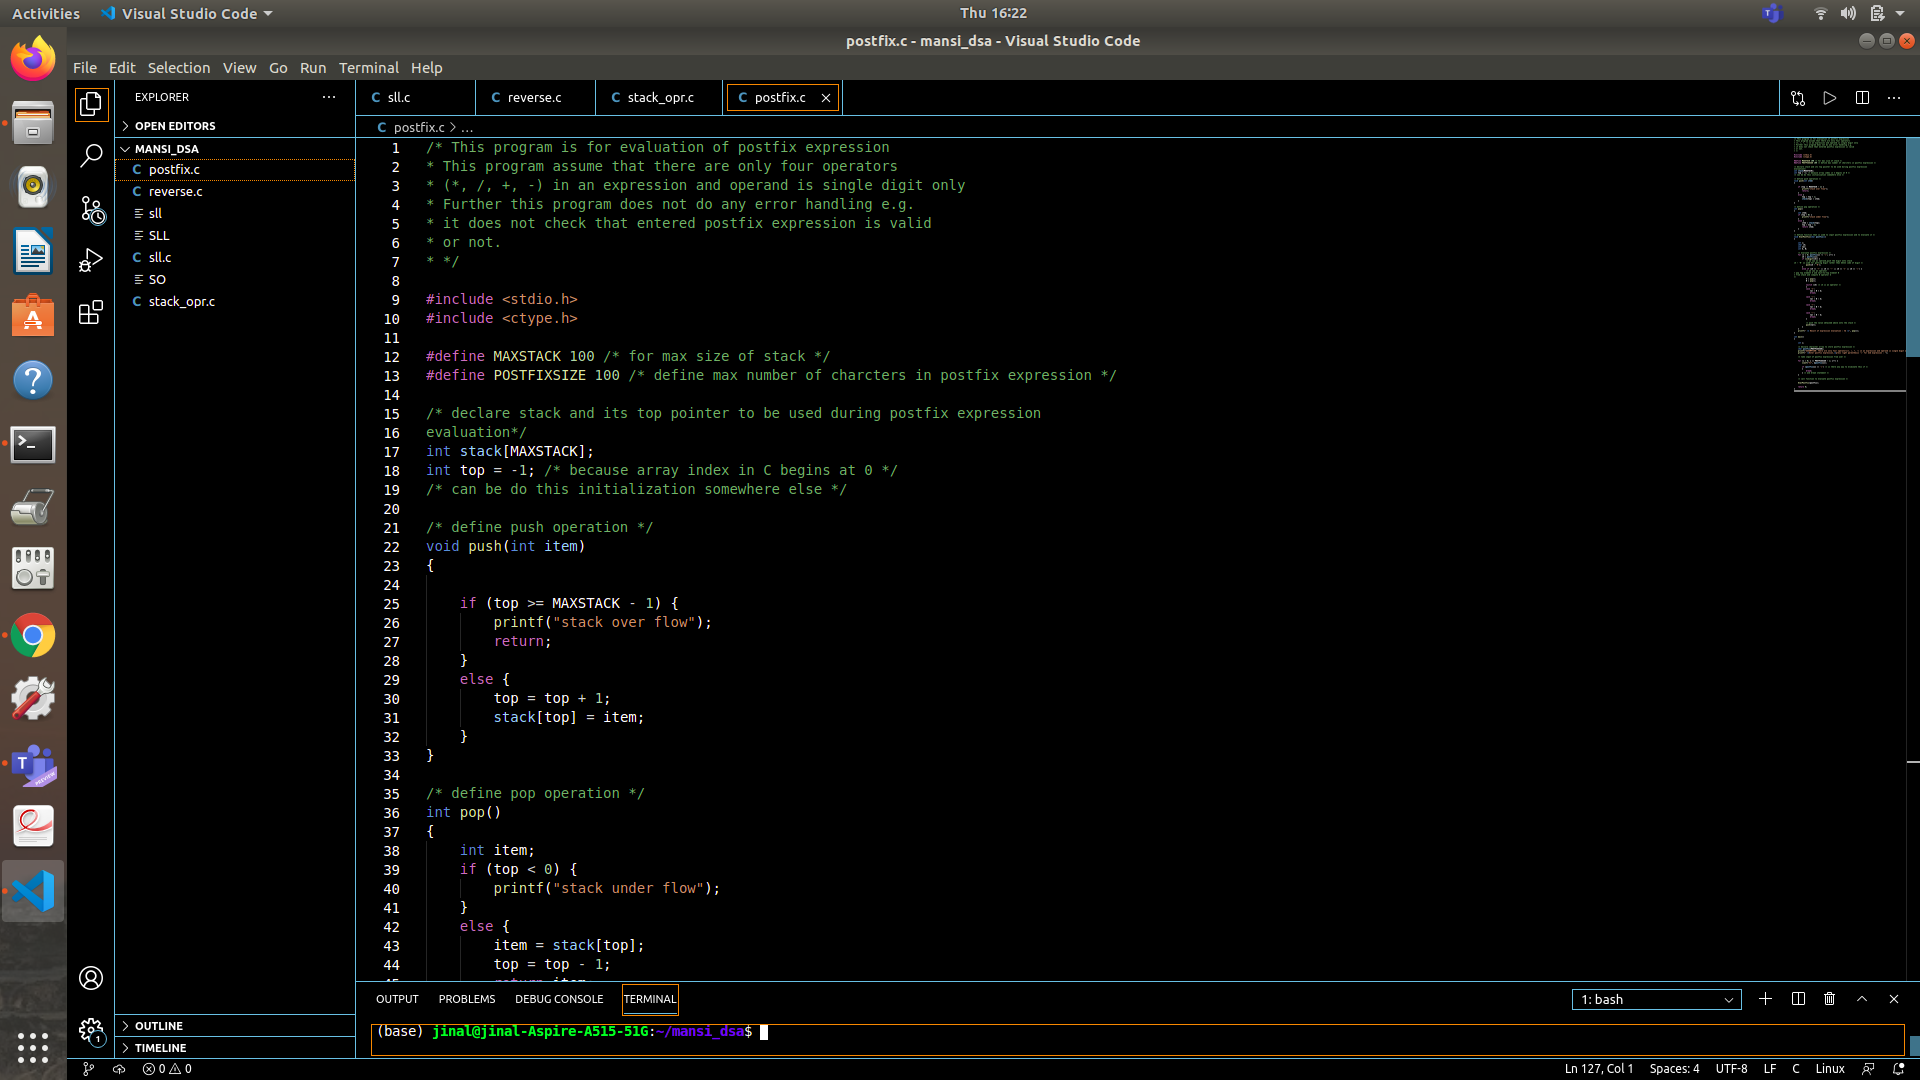 Activities
Visual Studio Code
Thu 16:22
postfix.c - mansi_dsa - Visual Studio Code
File Edit Selection View Go Run Terminal Help
EXPLORER
OPEN EDITORS
MANSI_DSA
C postfix.c
C reverse.c
sll
SLL
C sll.c
SO
C stack_opr.c
OUTLINE
TIMELINE
C sll.c
C reverse.c
C stack_opr.c
C postfix.c
C postfix.c > ...
1 /* This program is for evaluation of postfix expression
2 * This program assume that there are only four operators
3 * (*, /, +, -) in an expression and operand is single digit only
4 * Further this program does not do any error handling e.g.
5 * it does not check that entered postfix expression is valid
6 * or not.
7 * */
8
9 #include <stdio.h>
10 #include <ctype.h>
11
12 #define MAXSTACK 100 /* for max size of stack */
13 #define POSTFIXSIZE 100 /* define max number of charcters in postfix expression */
14
15 /* declare stack and its top pointer to be used during postfix expression
16 evaluation*/
17 int stack[MAXSTACK];
18 int top = -1; /* because array index in C begins at 0 */
19 /* can be do this initialization somewhere else */
20
21 /* define push operation */
22 void push(int item)
23 {
24
25 if (top >= MAXSTACK - 1) {
26 printf("stack over flow");
27 return;
28 }
29 else {
30 top = top + 1;
31 stack[top] = item;
32 }
33 }
34
35 /* define pop operation */
36 int pop()
37 {
38 int item;
39 if (top < 0) {
40 printf("stack under flow");
41 }
42 else {
43 item = stack[top];
44 top = top - 1;
OUTPUT PROBLEMS DEBUG CONSOLE TERMINAL
1: bash
(base) jinal@jinal-Aspire-A515-51G:~/mansi_dsa$
0 0
Ln 127, Col 1 Spaces: 4 UTF-8 LF C Linux